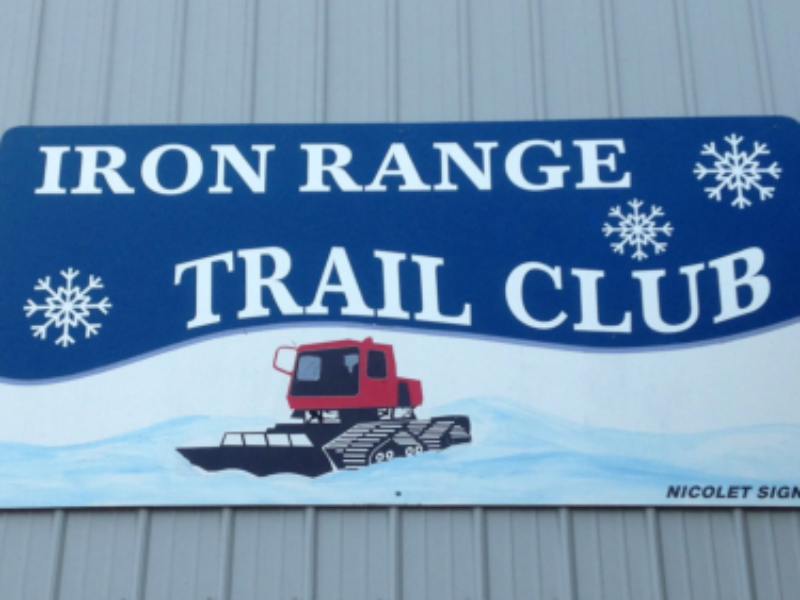 IRON RANGE
TRAIL CLUB
NICOLET SIGN